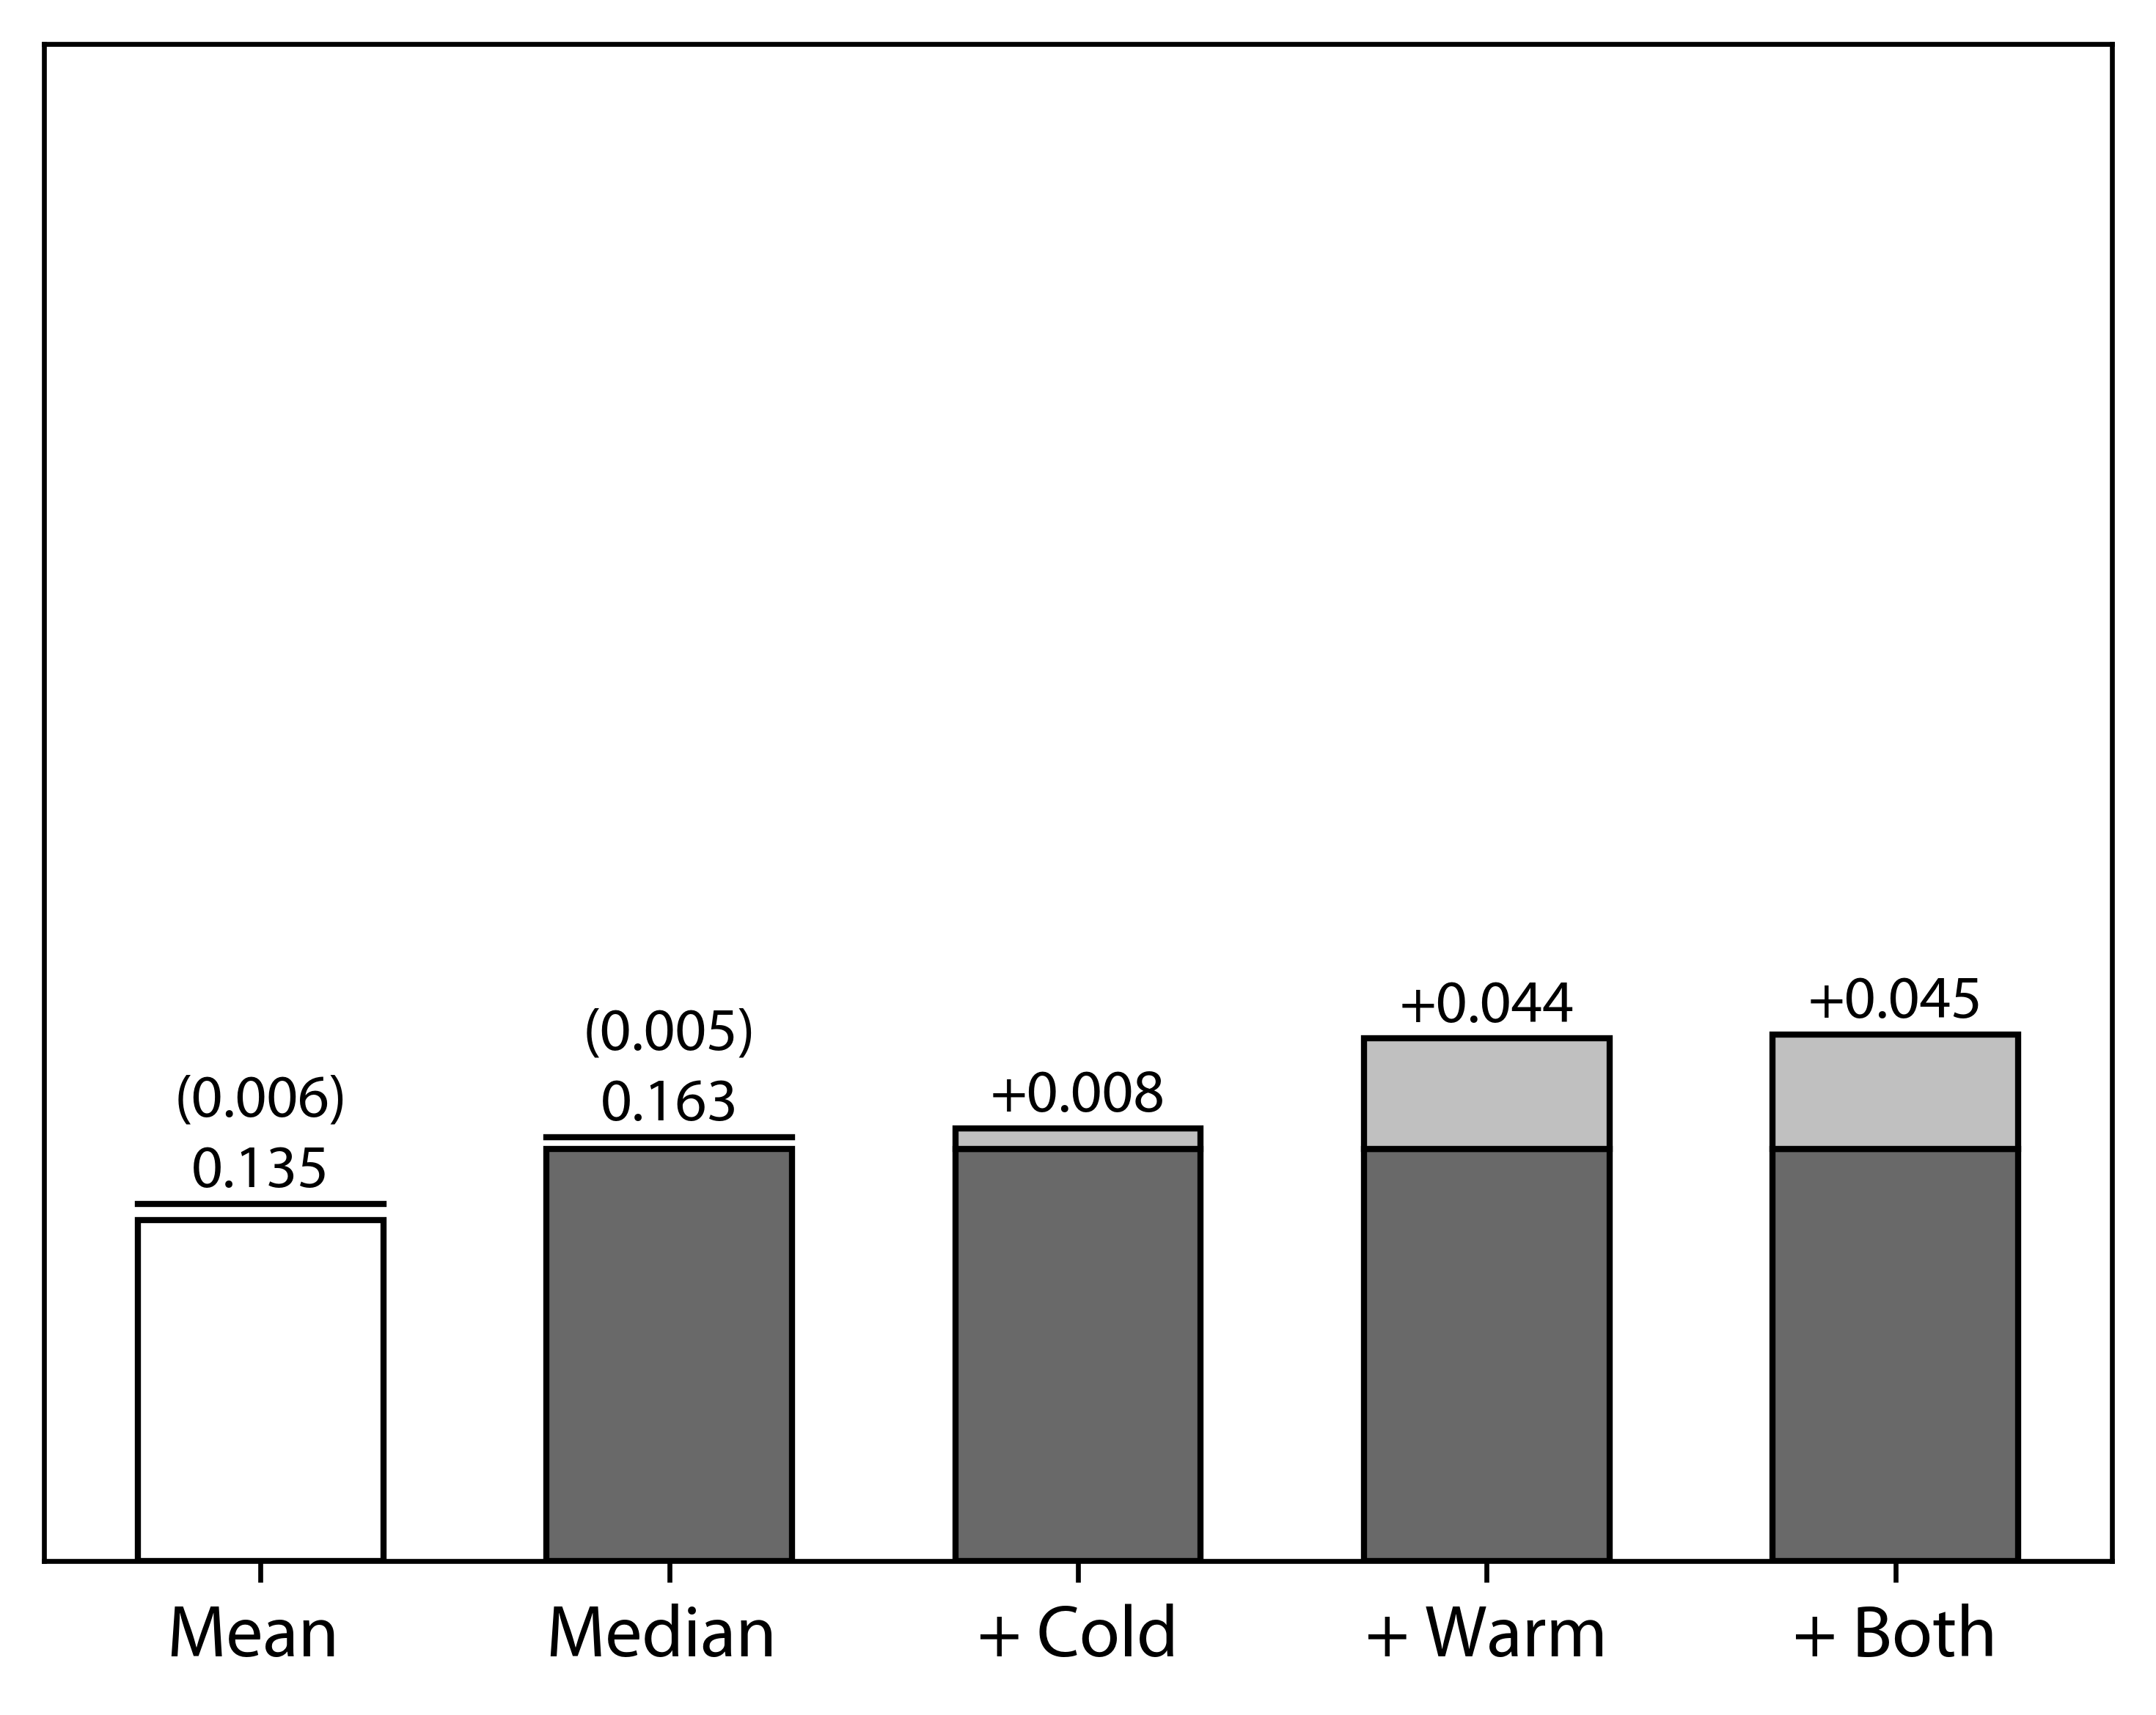 (0.006)
0.135
(0.005)
0.163
+0.008
+0.044
+0.045
Mean
Median
+ Cold
+ Warm
+ Both